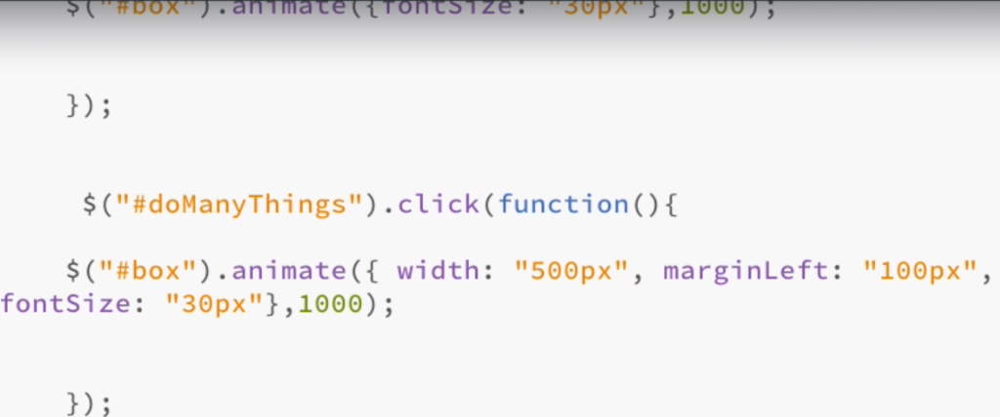 $("#box").animate({fontSize: "30px"},1000);
});
$("#doManyThings").click(function(){
$("#box").animate({ width: "500px", marginLeft: "100px",
fontSize: "30px"},1000);
});